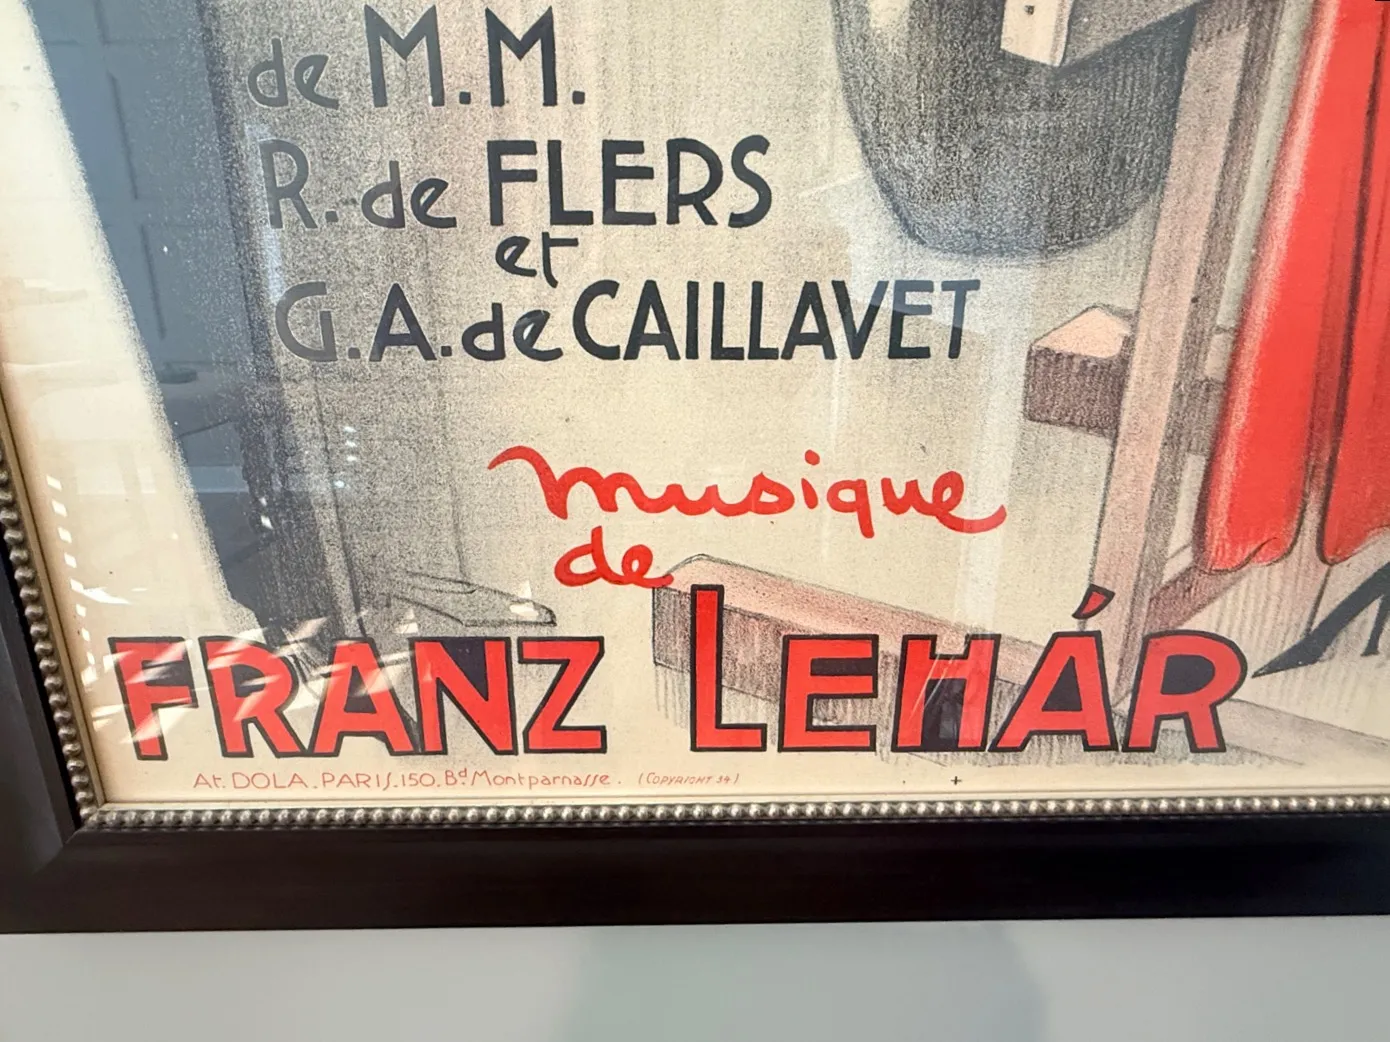 de M.M.
R. de FLERS
et
G.A. de CAILLAVET
musique
de
FRANZ LEHÁR
At. DOLA. PARIS. 150. Bd Montparnasse. (COPYRIGHT 34)